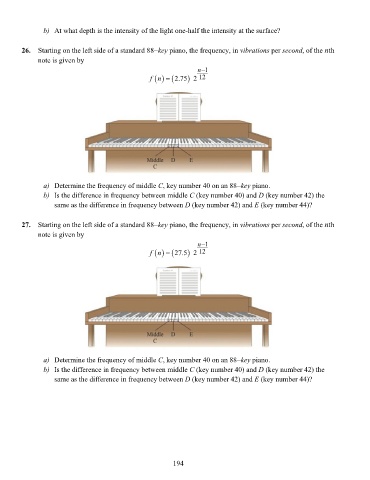 b) At what depth is the intensity of the light one-half the intensity at the surface?
26. Starting on the left side of a standard 88–key piano, the frequency, in vibrations per second, of the nth
note is given by
f(n) = (2.75) 2^((n−1)/12)
Middle D E
C
a) Determine the frequency of middle C, key number 40 on an 88–key piano.
b) Is the difference in frequency between middle C (key number 40) and D (key number 42) the
same as the difference in frequency between D (key number 42) and E (key number 44)?
27. Starting on the left side of a standard 88–key piano, the frequency, in vibrations per second, of the nth
note is given by
f(n) = (27.5) 2^((n−1)/12)
Middle D E
C
a) Determine the frequency of middle C, key number 40 on an 88–key piano.
b) Is the difference in frequency between middle C (key number 40) and D (key number 42) the
same as the difference in frequency between D (key number 42) and E (key number 44)?
194